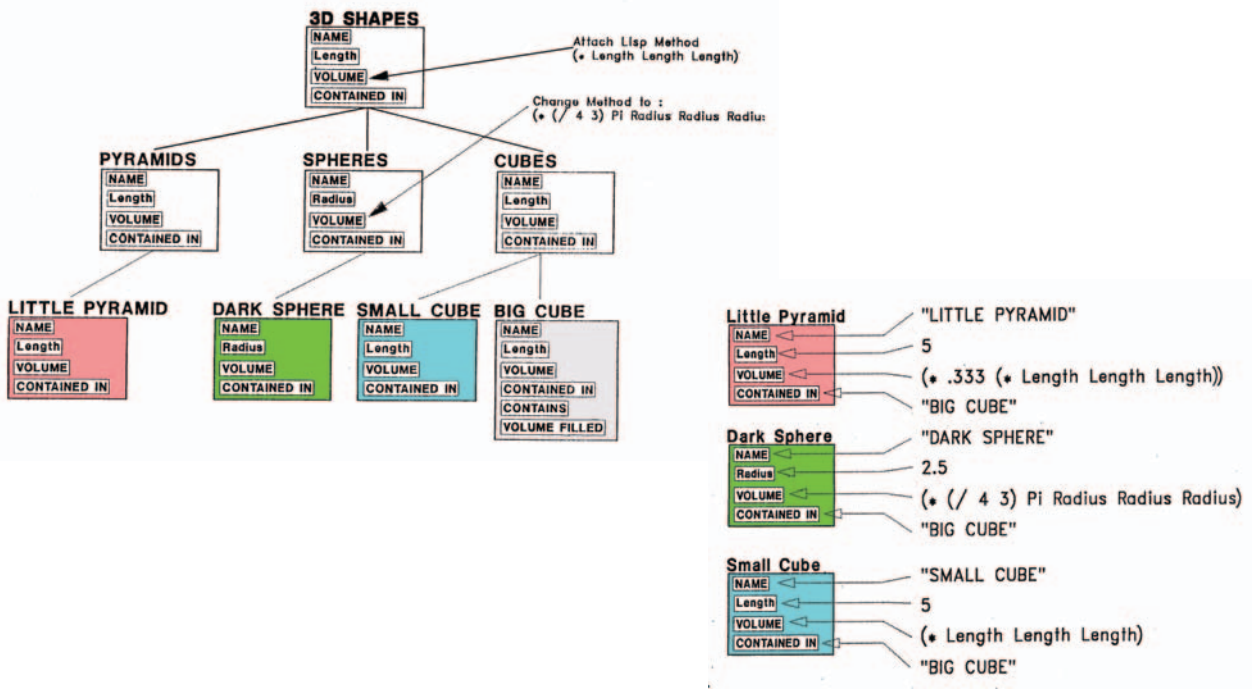 3D SHAPES
NAME
Length
VOLUME
CONTAINED IN
Attach Lisp Method
(* Length Length Length)
Change Method to :
(* (/ 4 3) Pi Radius Radius Radiu:
PYRAMIDS
NAME
Length
VOLUME
CONTAINED IN
SPHERES
NAME
Radius
VOLUME
CONTAINED IN
CUBES
NAME
Length
VOLUME
CONTAINED IN
LITTLE PYRAMID
NAME
Length
VOLUME
CONTAINED IN
DARK SPHERE
NAME
Radius
VOLUME
CONTAINED IN
SMALL CUBE
NAME
Length
VOLUME
CONTAINED IN
BIG CUBE
NAME
Length
VOLUME
CONTAINED IN
CONTAINS
VOLUME FILLED
Little Pyramid
NAME "LITTLE PYRAMID"
Length 5
VOLUME (* .333 (* Length Length Length))
CONTAINED IN "BIG CUBE"
Dark Sphere
NAME "DARK SPHERE"
Radius 2.5
VOLUME (* (/ 4 3) Pi Radius Radius Radius)
CONTAINED IN "BIG CUBE"
Small Cube
NAME "SMALL CUBE"
Length 5
VOLUME (* Length Length Length)
CONTAINED IN "BIG CUBE"